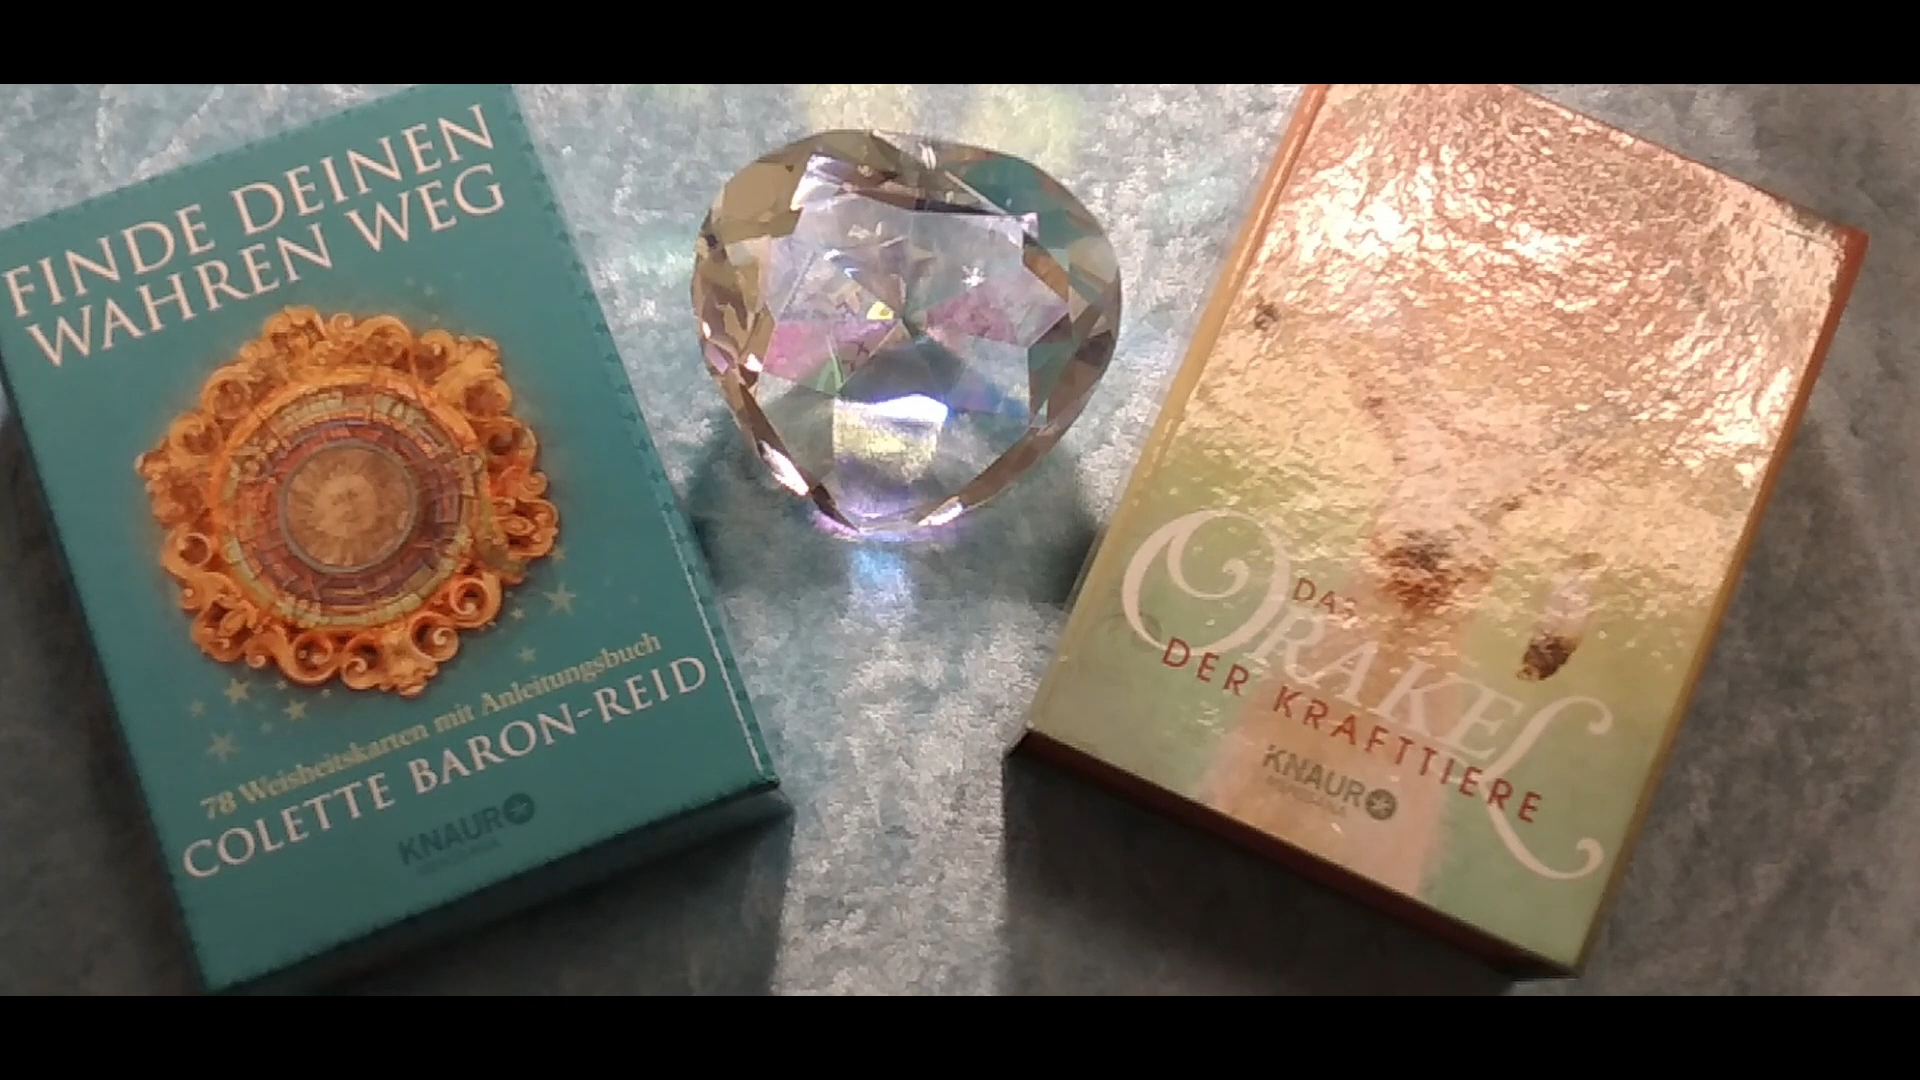 FINDE DEINEN
WAHREN WEG
78 Weisheitskarten mit Anleitungsbuch
COLETTE BARON-REID
KNAUR
DAS
ORAKEL
DER KRAFTTIERE
KNAUR